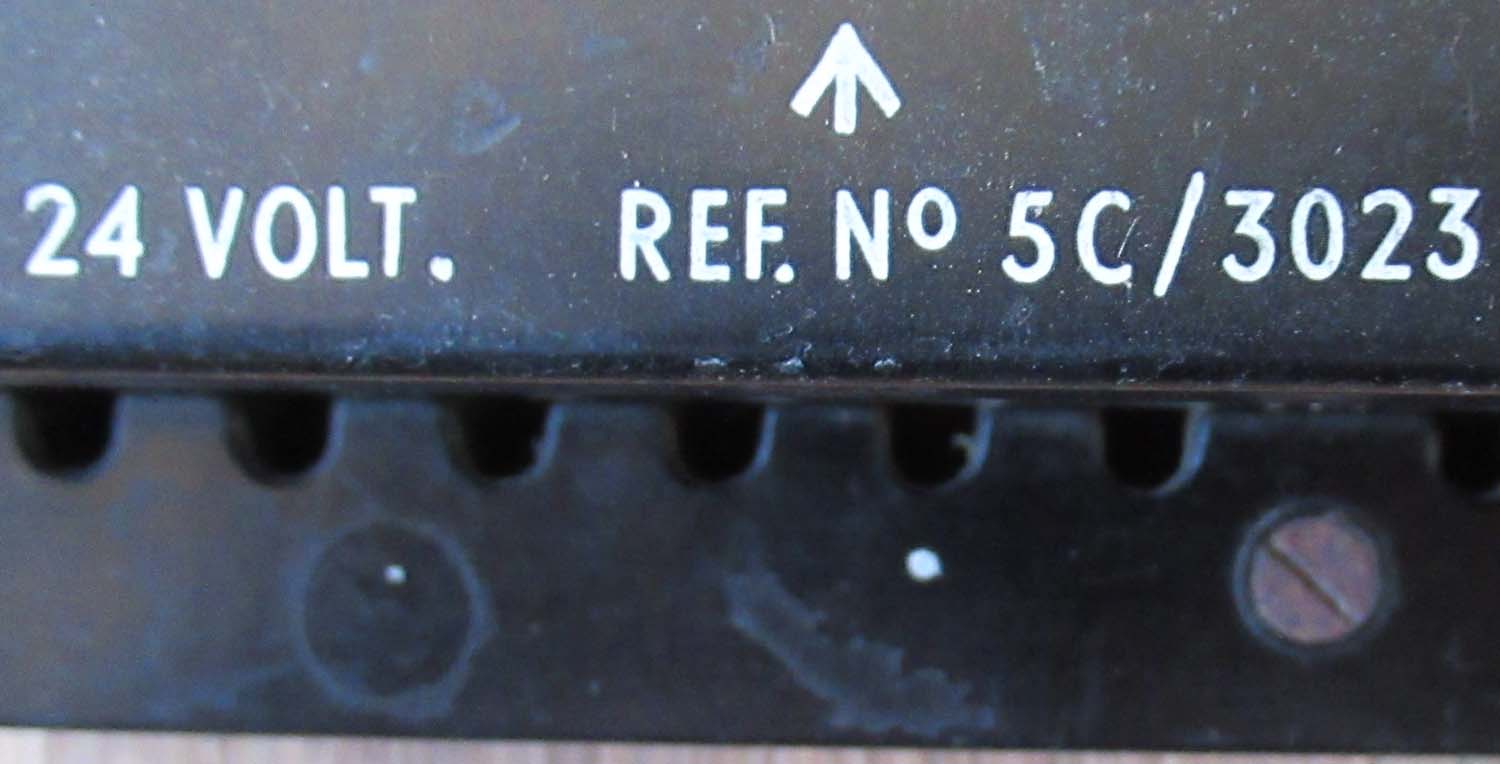 24 VOLT. REF. Nº 5C/3023